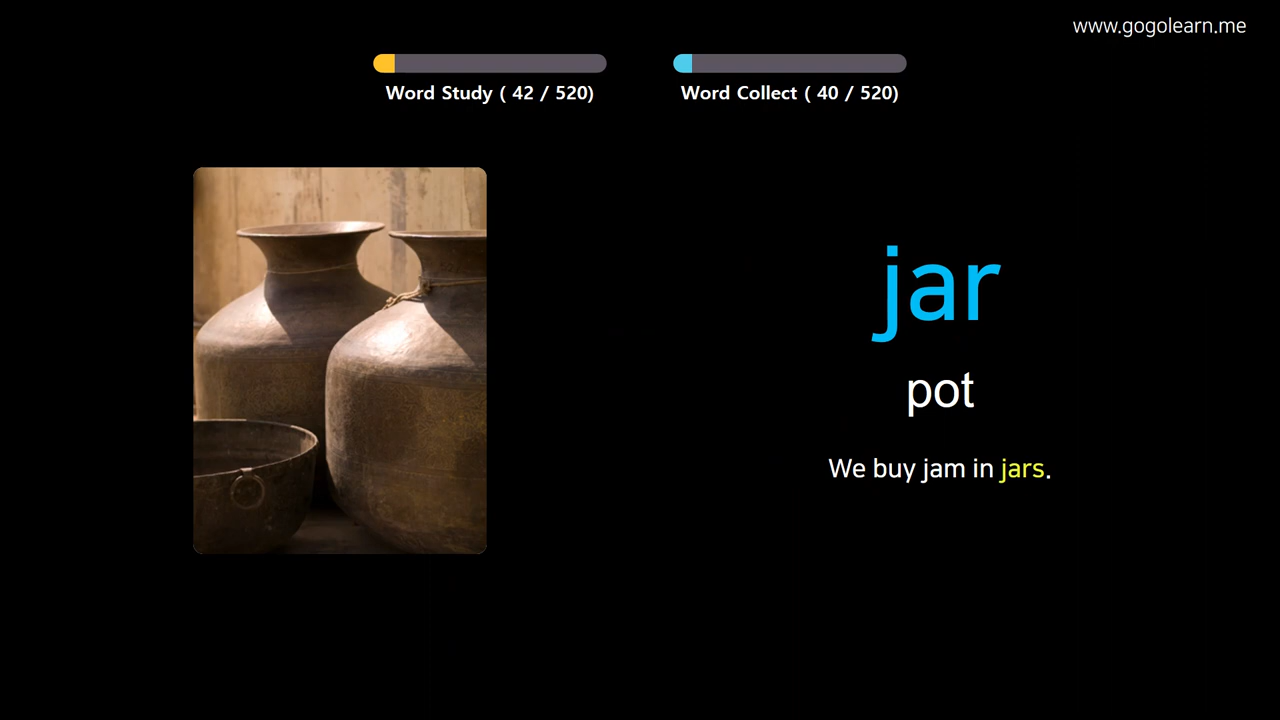 www.gogolearn.me
Word Study ( 42 / 520)
Word Collect ( 40 / 520)
jar
pot
We buy jam in jars.